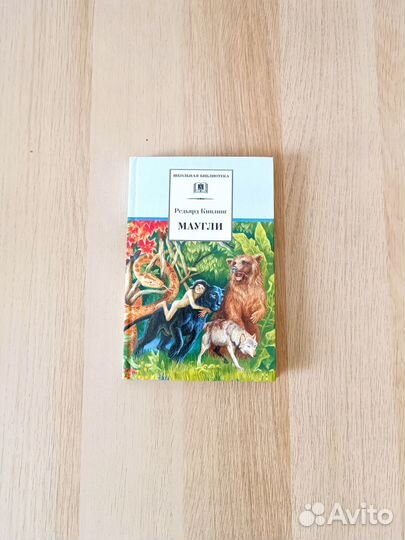 ШКОЛЬНАЯ БИБЛИОТЕКА
Редьярд Киплинг
МАУГЛИ
Avito